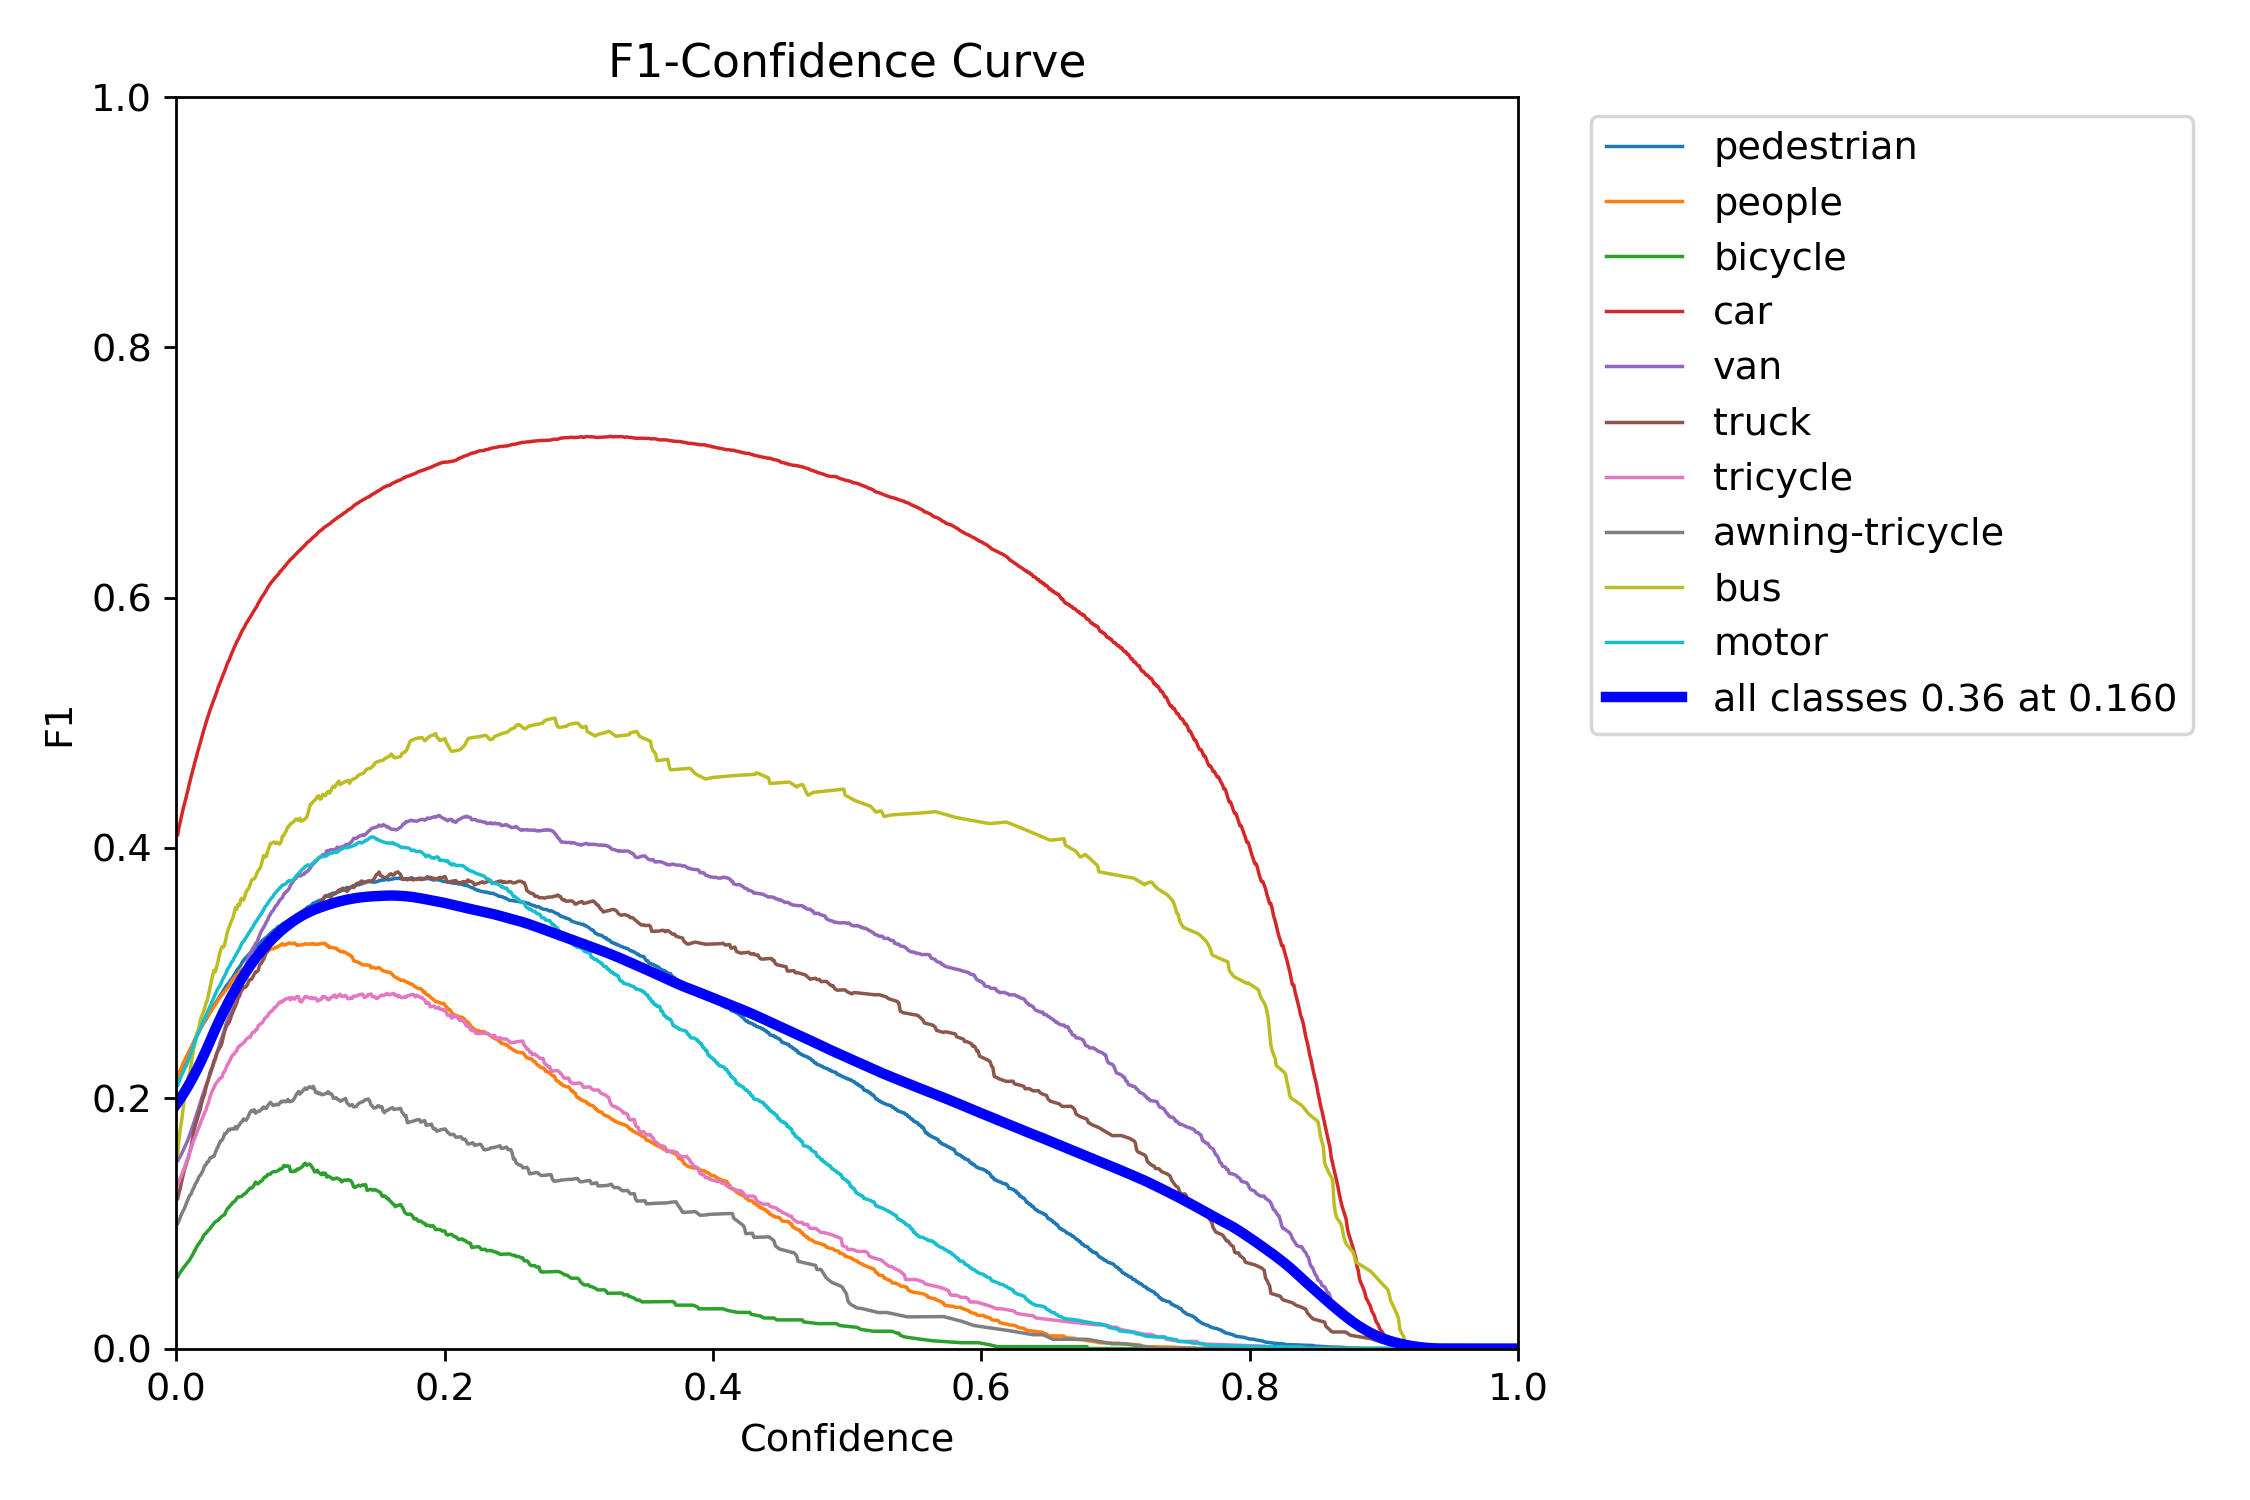 F1-Confidence Curve
1.0
0.8
0.6
0.4
0.2
0.0
F1
0.0 0.2 0.4 0.6 0.8 1.0
Confidence
pedestrian
people
bicycle
car
van
truck
tricycle
awning-tricycle
bus
motor
all classes 0.36 at 0.160